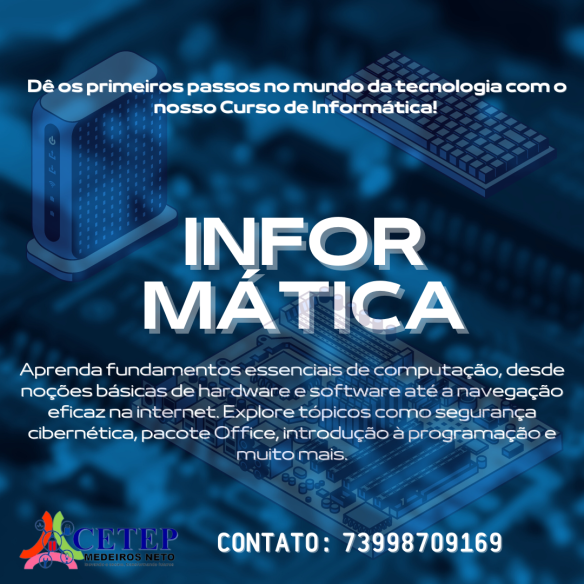 Dê os primeiros passos no mundo da tecnologia com o
nosso Curso de Informática!
INFOR
MÁTICA
Aprenda fundamentos essenciais de computação, desde
noções básicas de hardware e software até a navegação
eficaz na internet. Explore tópicos como segurança
cibernética, pacote Office, introdução à programação e
muito mais.
CETEP
MEDEIROS NETO
CONTATO: 73998709169